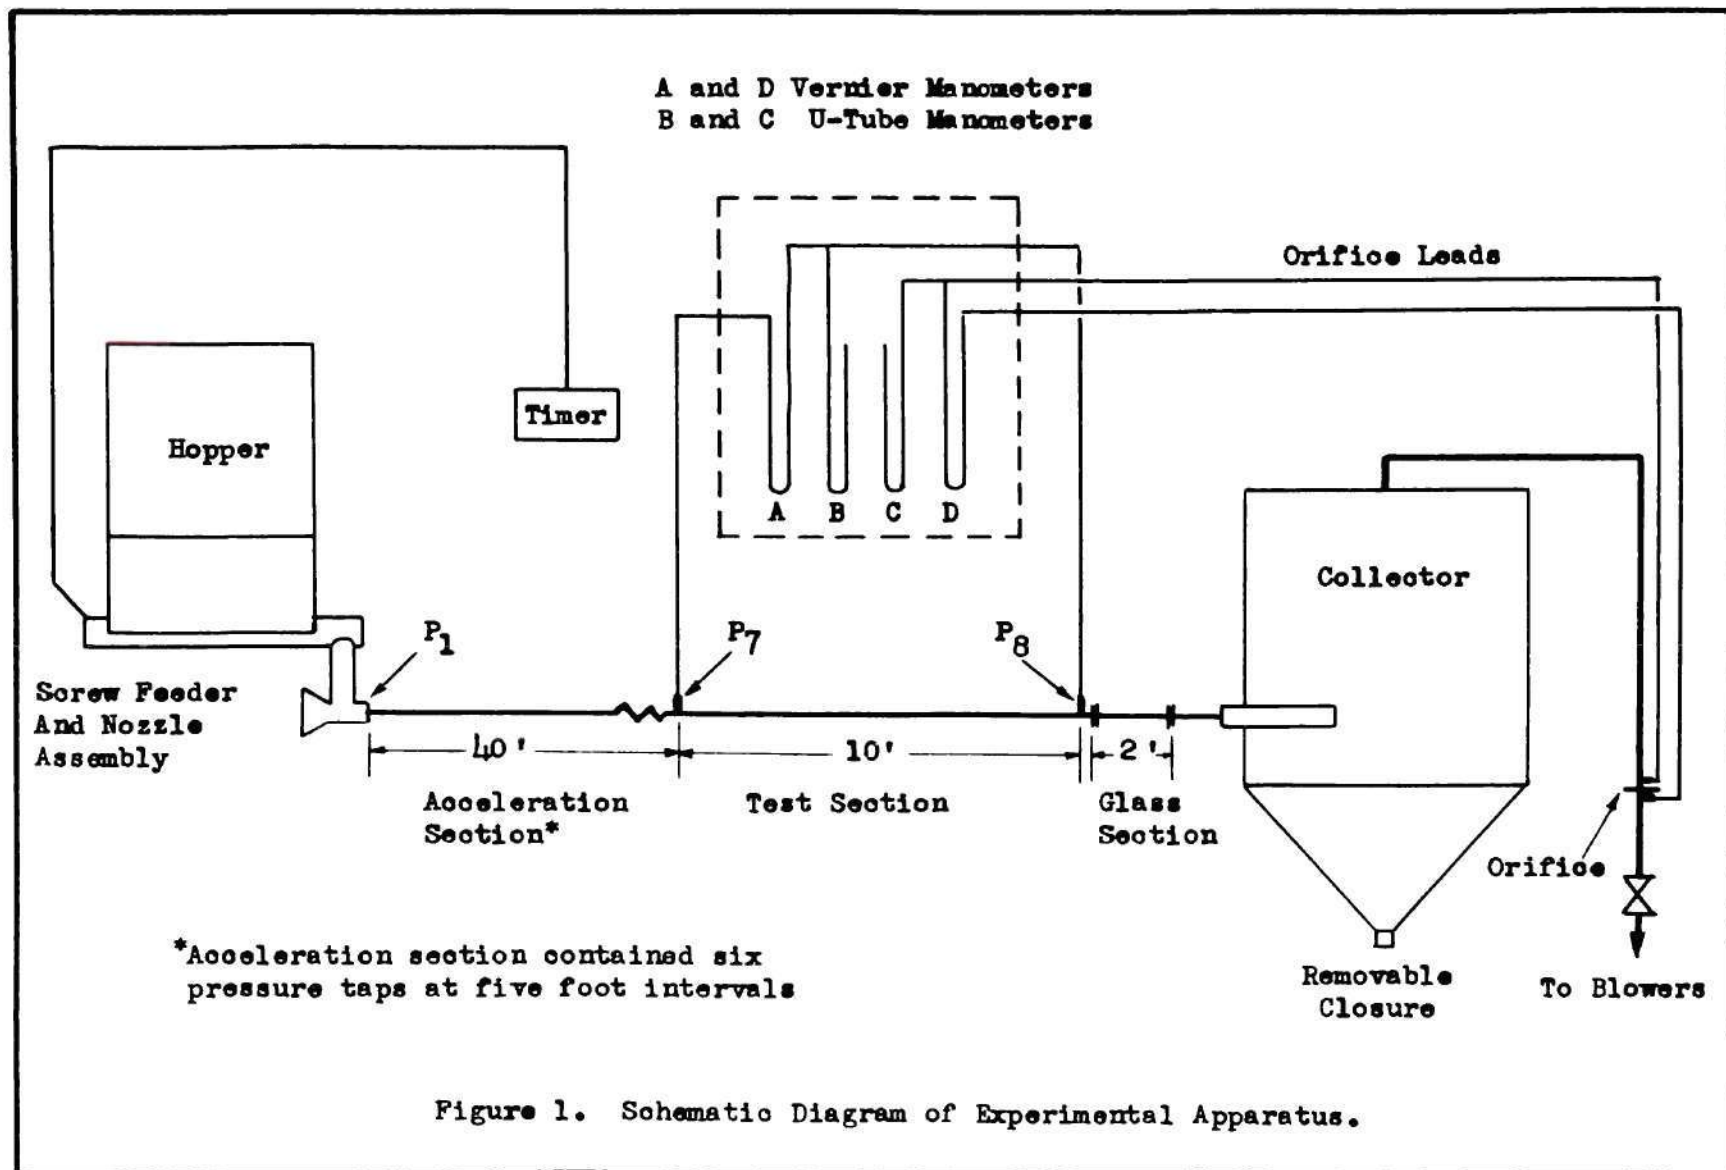 A and D Vernier Manometers
B and C U-Tube Manometers
Orifice Leads
Timer
Hopper
A B C D
Collector
P1
P7
P8
Screw Feeder
And Nozzle
Assembly
40'
10'
2'
Acceleration
Section*
Test Section
Glass
Section
Orifice
*Acceleration section contained six
pressure taps at five foot intervals
Removable
Closure
To Blowers
Figure 1. Schematic Diagram of Experimental Apparatus.